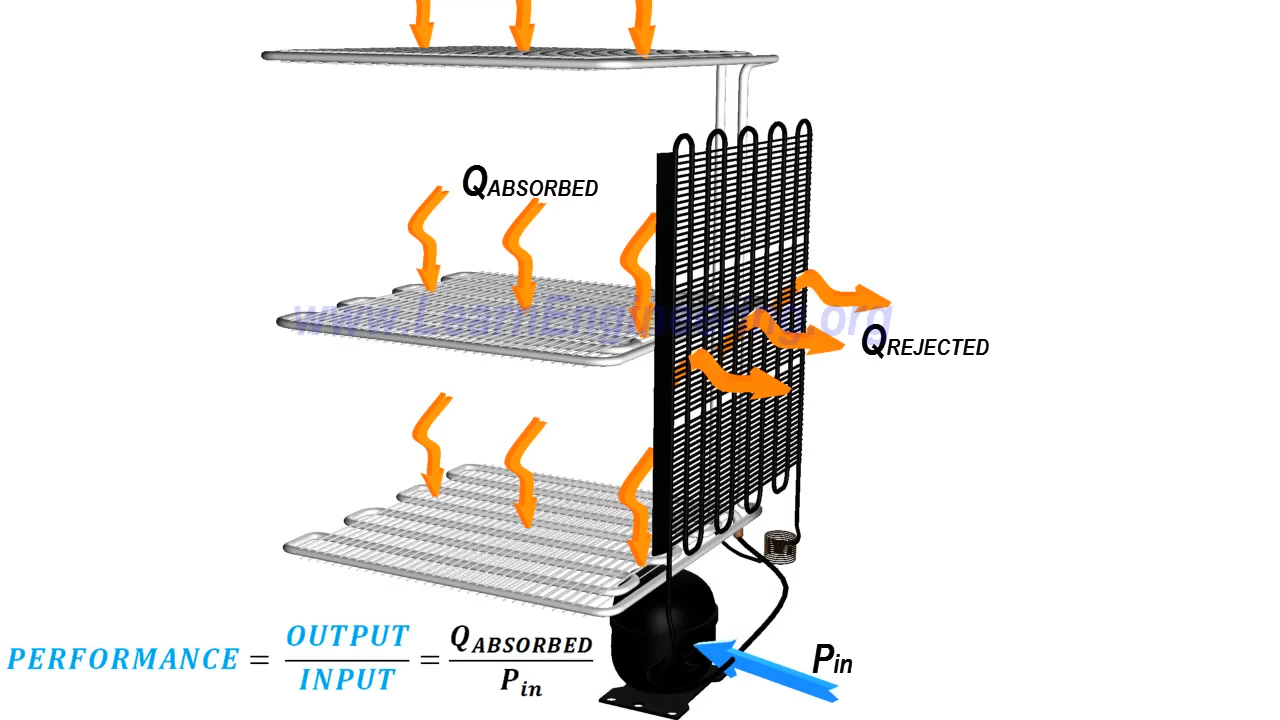 QABSORBED
www.LearnEngineering.org
QREJECTED
PERFORMANCE = OUTPUT / INPUT = QABSORBED / Pin
Pin